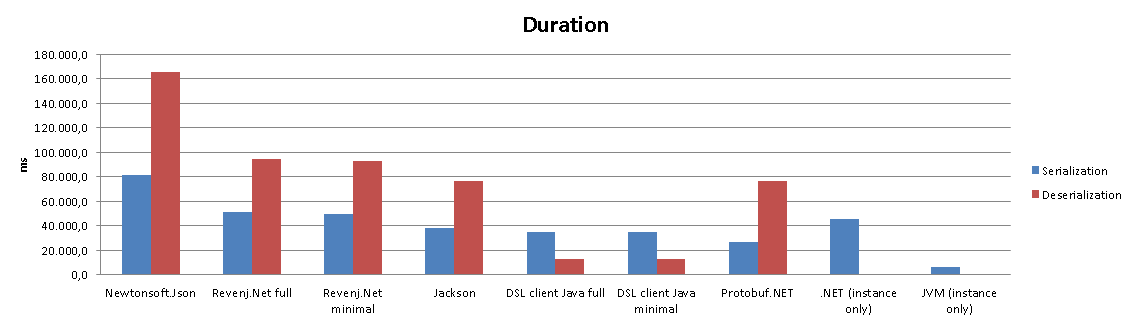 Duration
180.000,0
160.000,0
140.000,0
120.000,0
100.000,0
80.000,0
60.000,0
40.000,0
20.000,0
0,0
ms
Newtonsoft.Json
Revenj.Net full
Revenj.Net
minimal
Jackson
DSL client Java full
DSL client Java
minimal
Protobuf.NET
.NET (instance
only)
JVM (instance
only)
Serialization
Deserialization